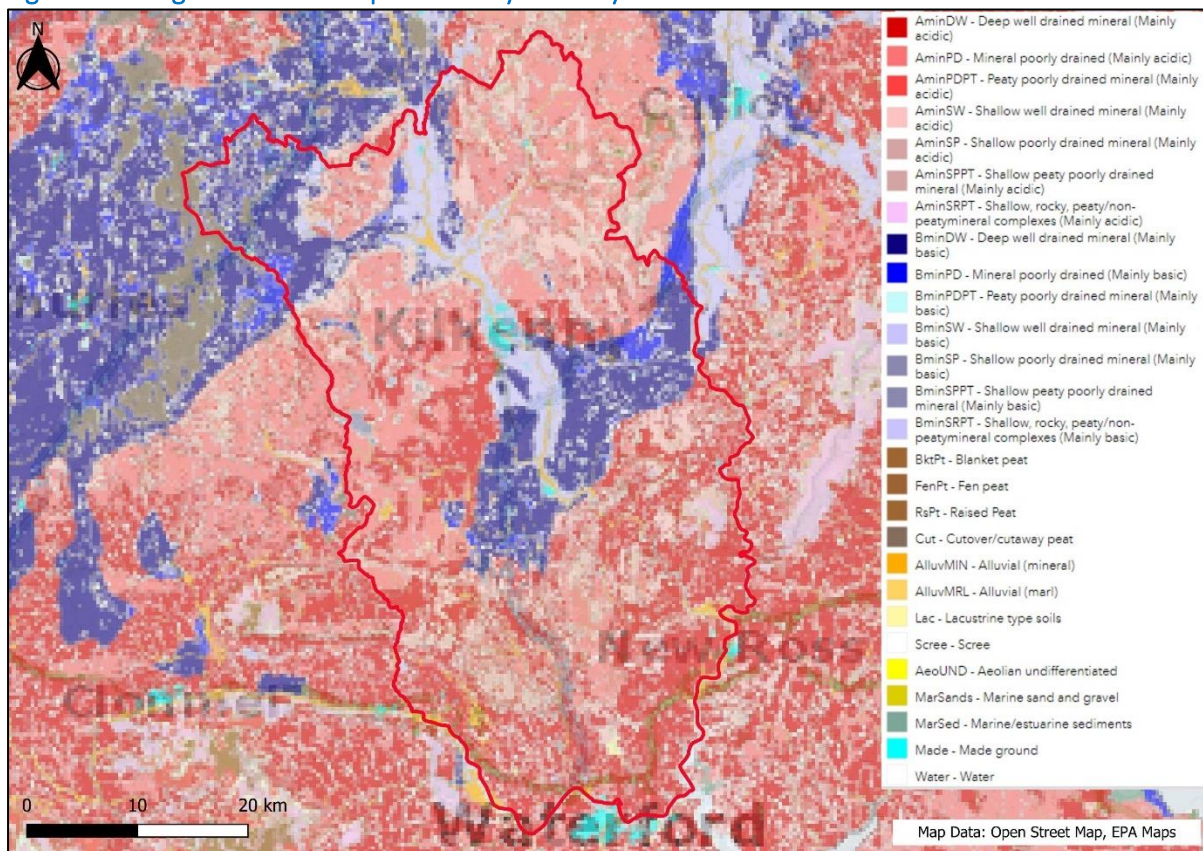 N
AminDW - Deep well drained mineral (Mainly
acidic)
AminPD - Mineral poorly drained (Mainly acidic)
AminPDPT - Peaty poorly drained mineral (Mainly
acidic)
AminSW - Shallow well drained mineral (Mainly
acidic)
AminSP - Shallow poorly drained mineral (Mainly
acidic)
AminSPPT - Shallow peaty poorly drained
mineral (Mainly acidic)
AminSRPT - Shallow, rocky, peaty/non-
peatymineral complexes (Mainly acidic)
BminDW - Deep well drained mineral (Mainly
basic)
BminPD - Mineral poorly drained (Mainly basic)
BminPDPT - Peaty poorly drained mineral (Mainly
basic)
BminSW - Shallow well drained mineral (Mainly
basic)
BminSP - Shallow poorly drained mineral (Mainly
basic)
BminSPPT - Shallow peaty poorly drained
mineral (Mainly basic)
BminSRPT - Shallow, rocky, peaty/non-
peatymineral complexes (Mainly basic)
BktPt - Blanket peat
FenPt - Fen peat
RsPt - Raised Peat
Cut - Cutover/cutaway peat
AlluvMIN - Alluvial (mineral)
AlluvMRL - Alluvial (marl)
Lac - Lacustrine type soils
Scree - Scree
AeoUND - Aeolian undifferentiated
MarSands - Marine sand and gravel
MarSed - Marine/estuarine sediments
Made - Made ground
Water - Water
Kilkenny
New Ross
Clonmel
Waterford
0 10 20 km
Map Data: Open Street Map, EPA Maps